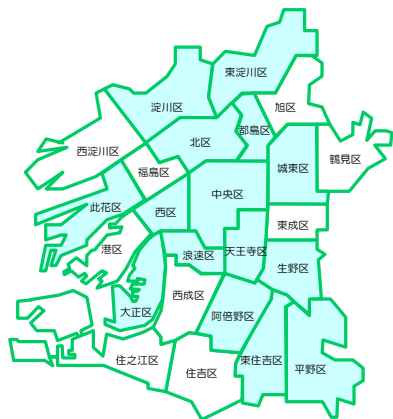 東淀川区
淀川区
旭区
都島区
北区
西淀川区
鶴見区
福島区
城東区
中央区
此花区
西区
東成区
港区
天王寺区
浪速区
生野区
西成区
大正区
阿倍野区
住之江区
東住吉区
住吉区
平野区